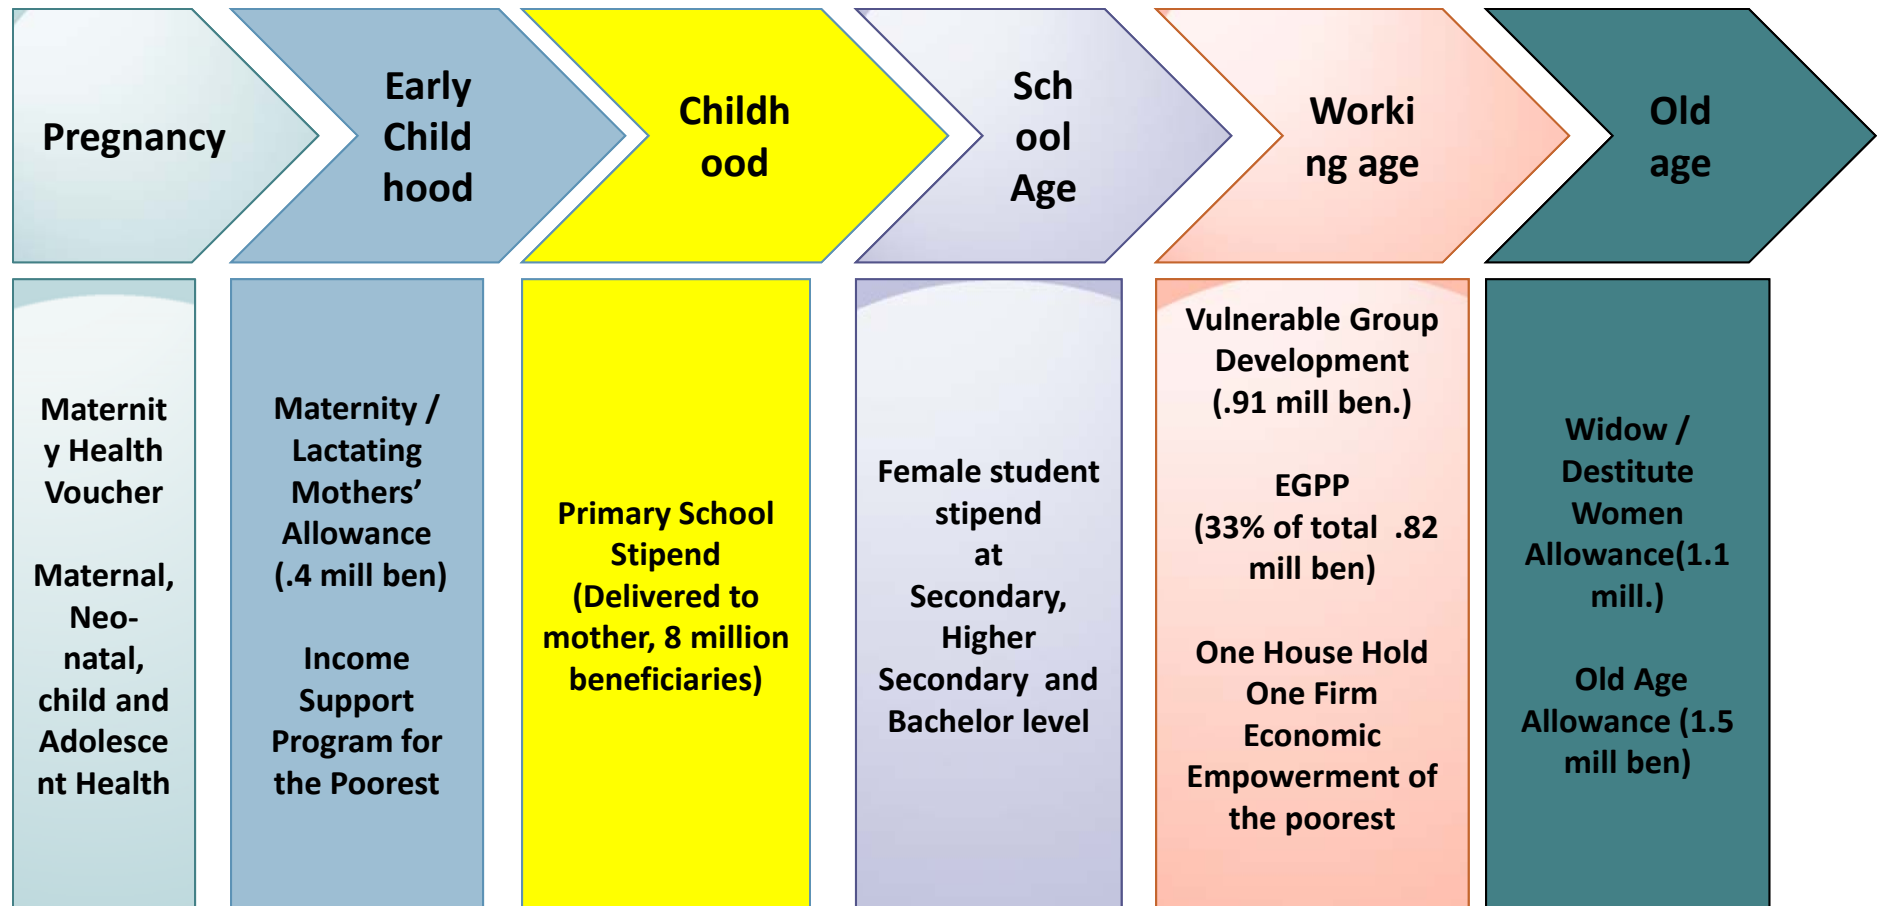 Pregnancy
Early
Child
hood
Childh
ood
Sch
ool
Age
Worki
ng age
Old
age
Maternit
y Health
Voucher
Maternal,
Neo-
natal,
child and
Adolesce
nt Health
Maternity /
Lactating
Mothers’
Allowance
(.4 mill ben)
Income
Support
Program for
the Poorest
Primary School
Stipend
(Delivered to
mother, 8 million
beneficiaries)
Female student
stipend
at
Secondary,
Higher
Secondary and
Bachelor level
Vulnerable Group
Development
(.91 mill ben.)
EGPP
(33% of total .82
mill ben)
One House Hold
One Firm
Economic
Empowerment of
the poorest
Widow /
Destitute
Women
Allowance(1.1
mill.)
Old Age
Allowance (1.5
mill ben)